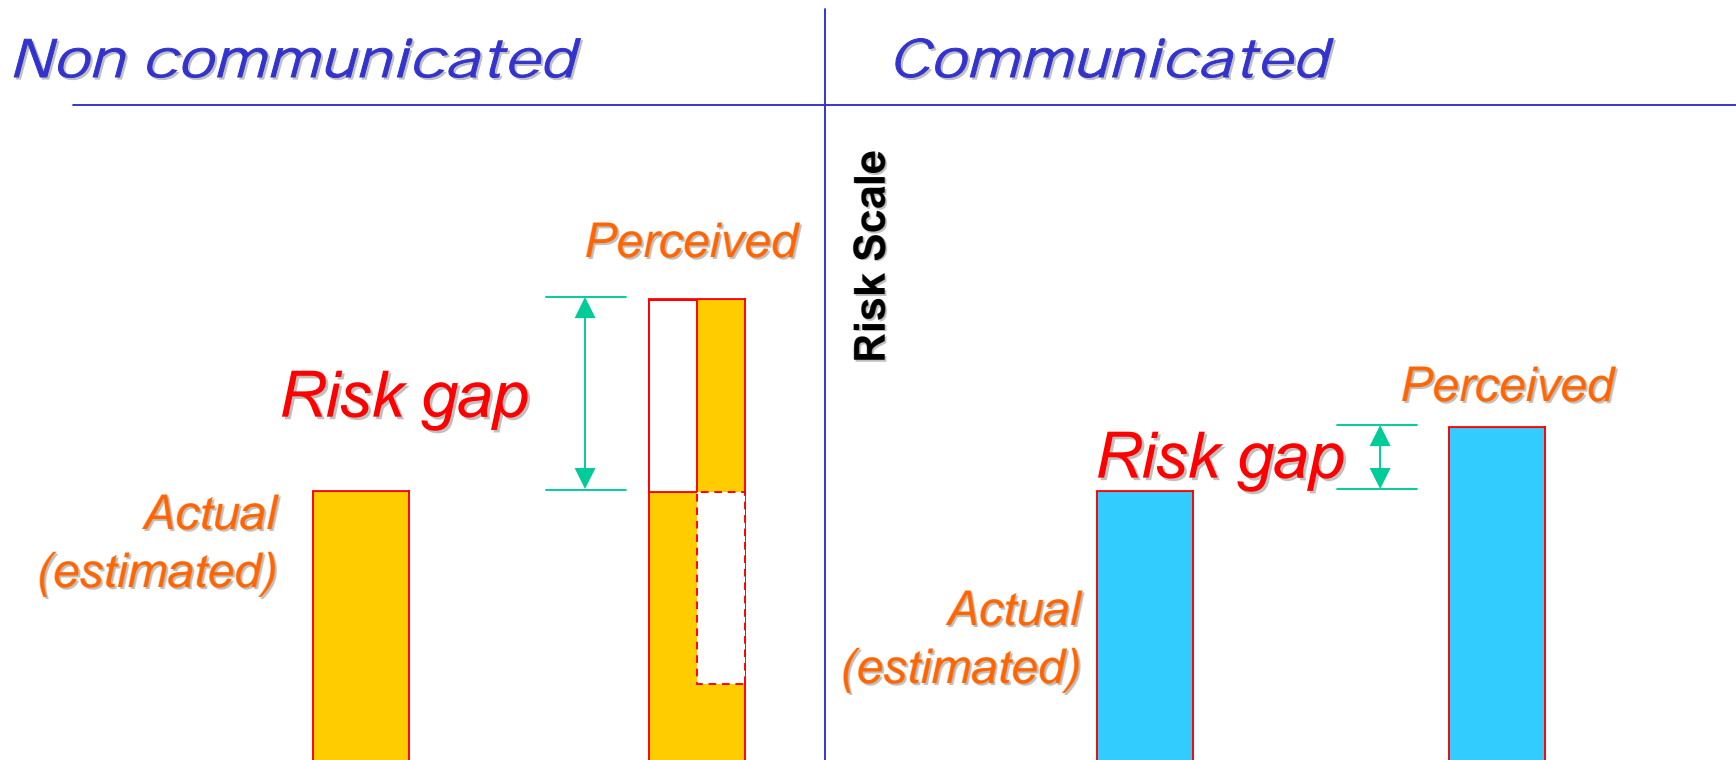 Non communicated
Communicated
Risk Scale
Perceived
Risk gap
Actual
(estimated)
Perceived
Risk gap
Actual
(estimated)